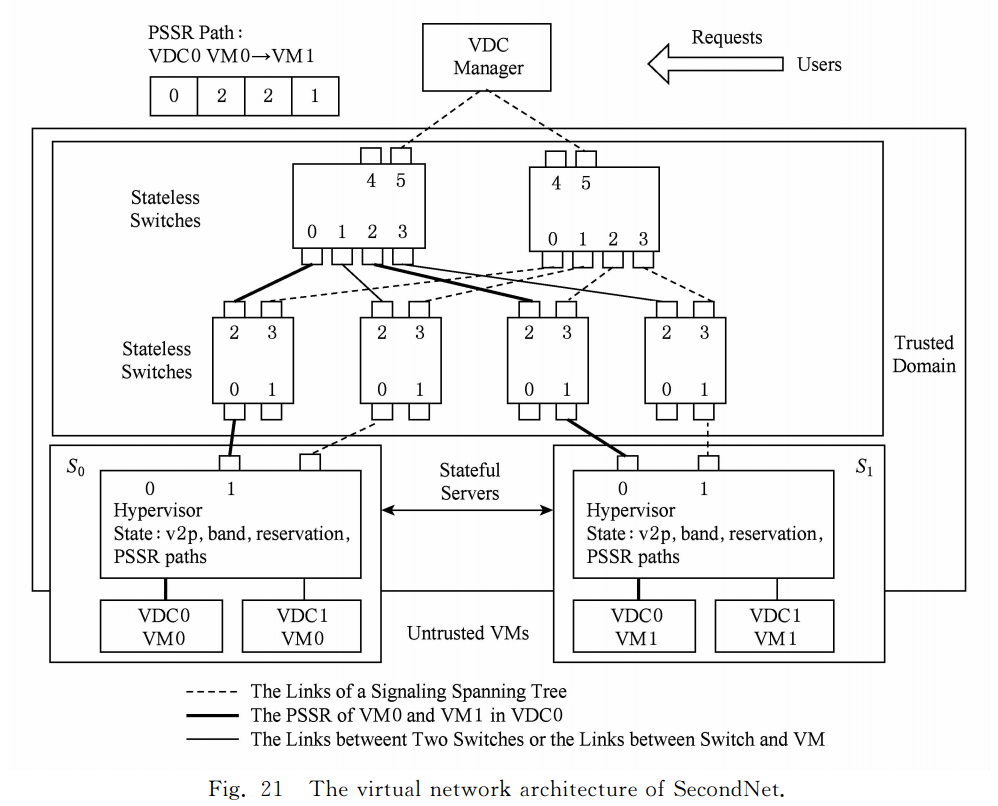 PSSR Path:
VDC0 VM0→VM1
0 2 2 1
VDC
Manager
Requests
Users
Stateless
Switches
4 5
0 1 2 3
4 5
0 1 2 3
Stateless
Switches
2 3
0 1
2 3
0 1
2 3
0 1
2 3
0 1
Trusted
Domain
S0
0 1
Hypervisor
State: v2p, band, reservation,
PSSR paths
VDC0
VM0
VDC1
VM0
Stateful
Servers
Untrusted VMs
S1
0 1
Hypervisor
State: v2p, band, reservation,
PSSR paths
VDC0
VM1
VDC1
VM1
The Links of a Signaling Spanning Tree
The PSSR of VM0 and VM1 in VDC0
The Links betweent Two Switches or the Links between Switch and VM
Fig. 21 The virtual network architecture of SecondNet.